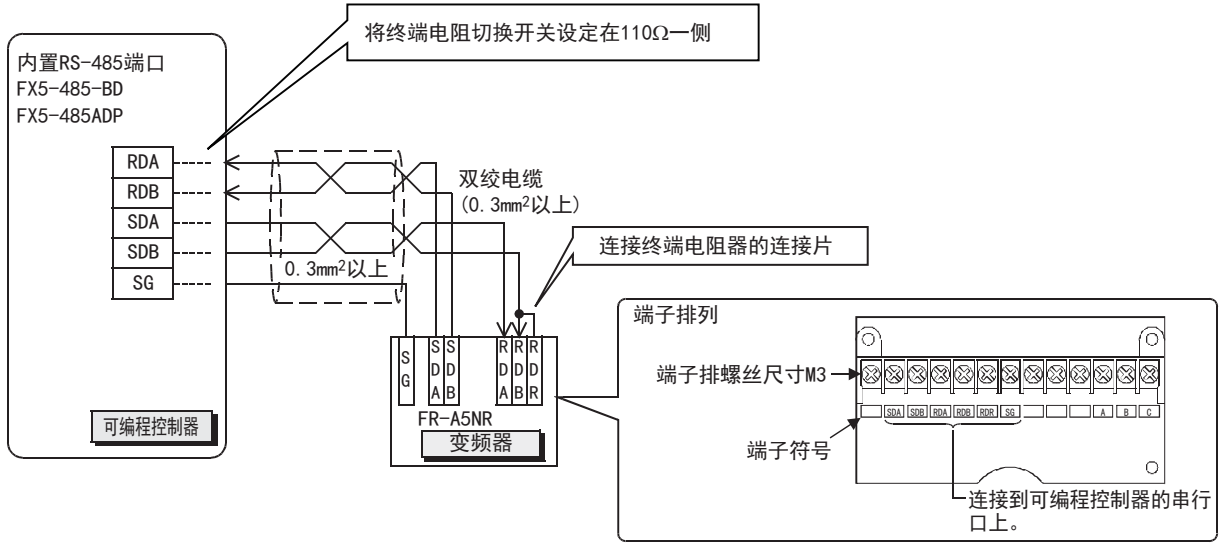 将终端电阻切换开关设定在110Ω一侧
内置RS-485端口
FX5-485-BD
FX5-485ADP
RDA
RDB
SDA
SDB
SG
双绞电缆
(0.3mm²以上)
0.3mm²以上
连接终端电阻器的连接片
SG
SDA
SDB
RDA
RDB
RDR
FR-A5NR
变频器
可编程控制器
端子排列
端子排螺丝尺寸M3
SDA SDB RDA RDB RDR SG A B C
端子符号
连接到可编程控制器的串行
口上。